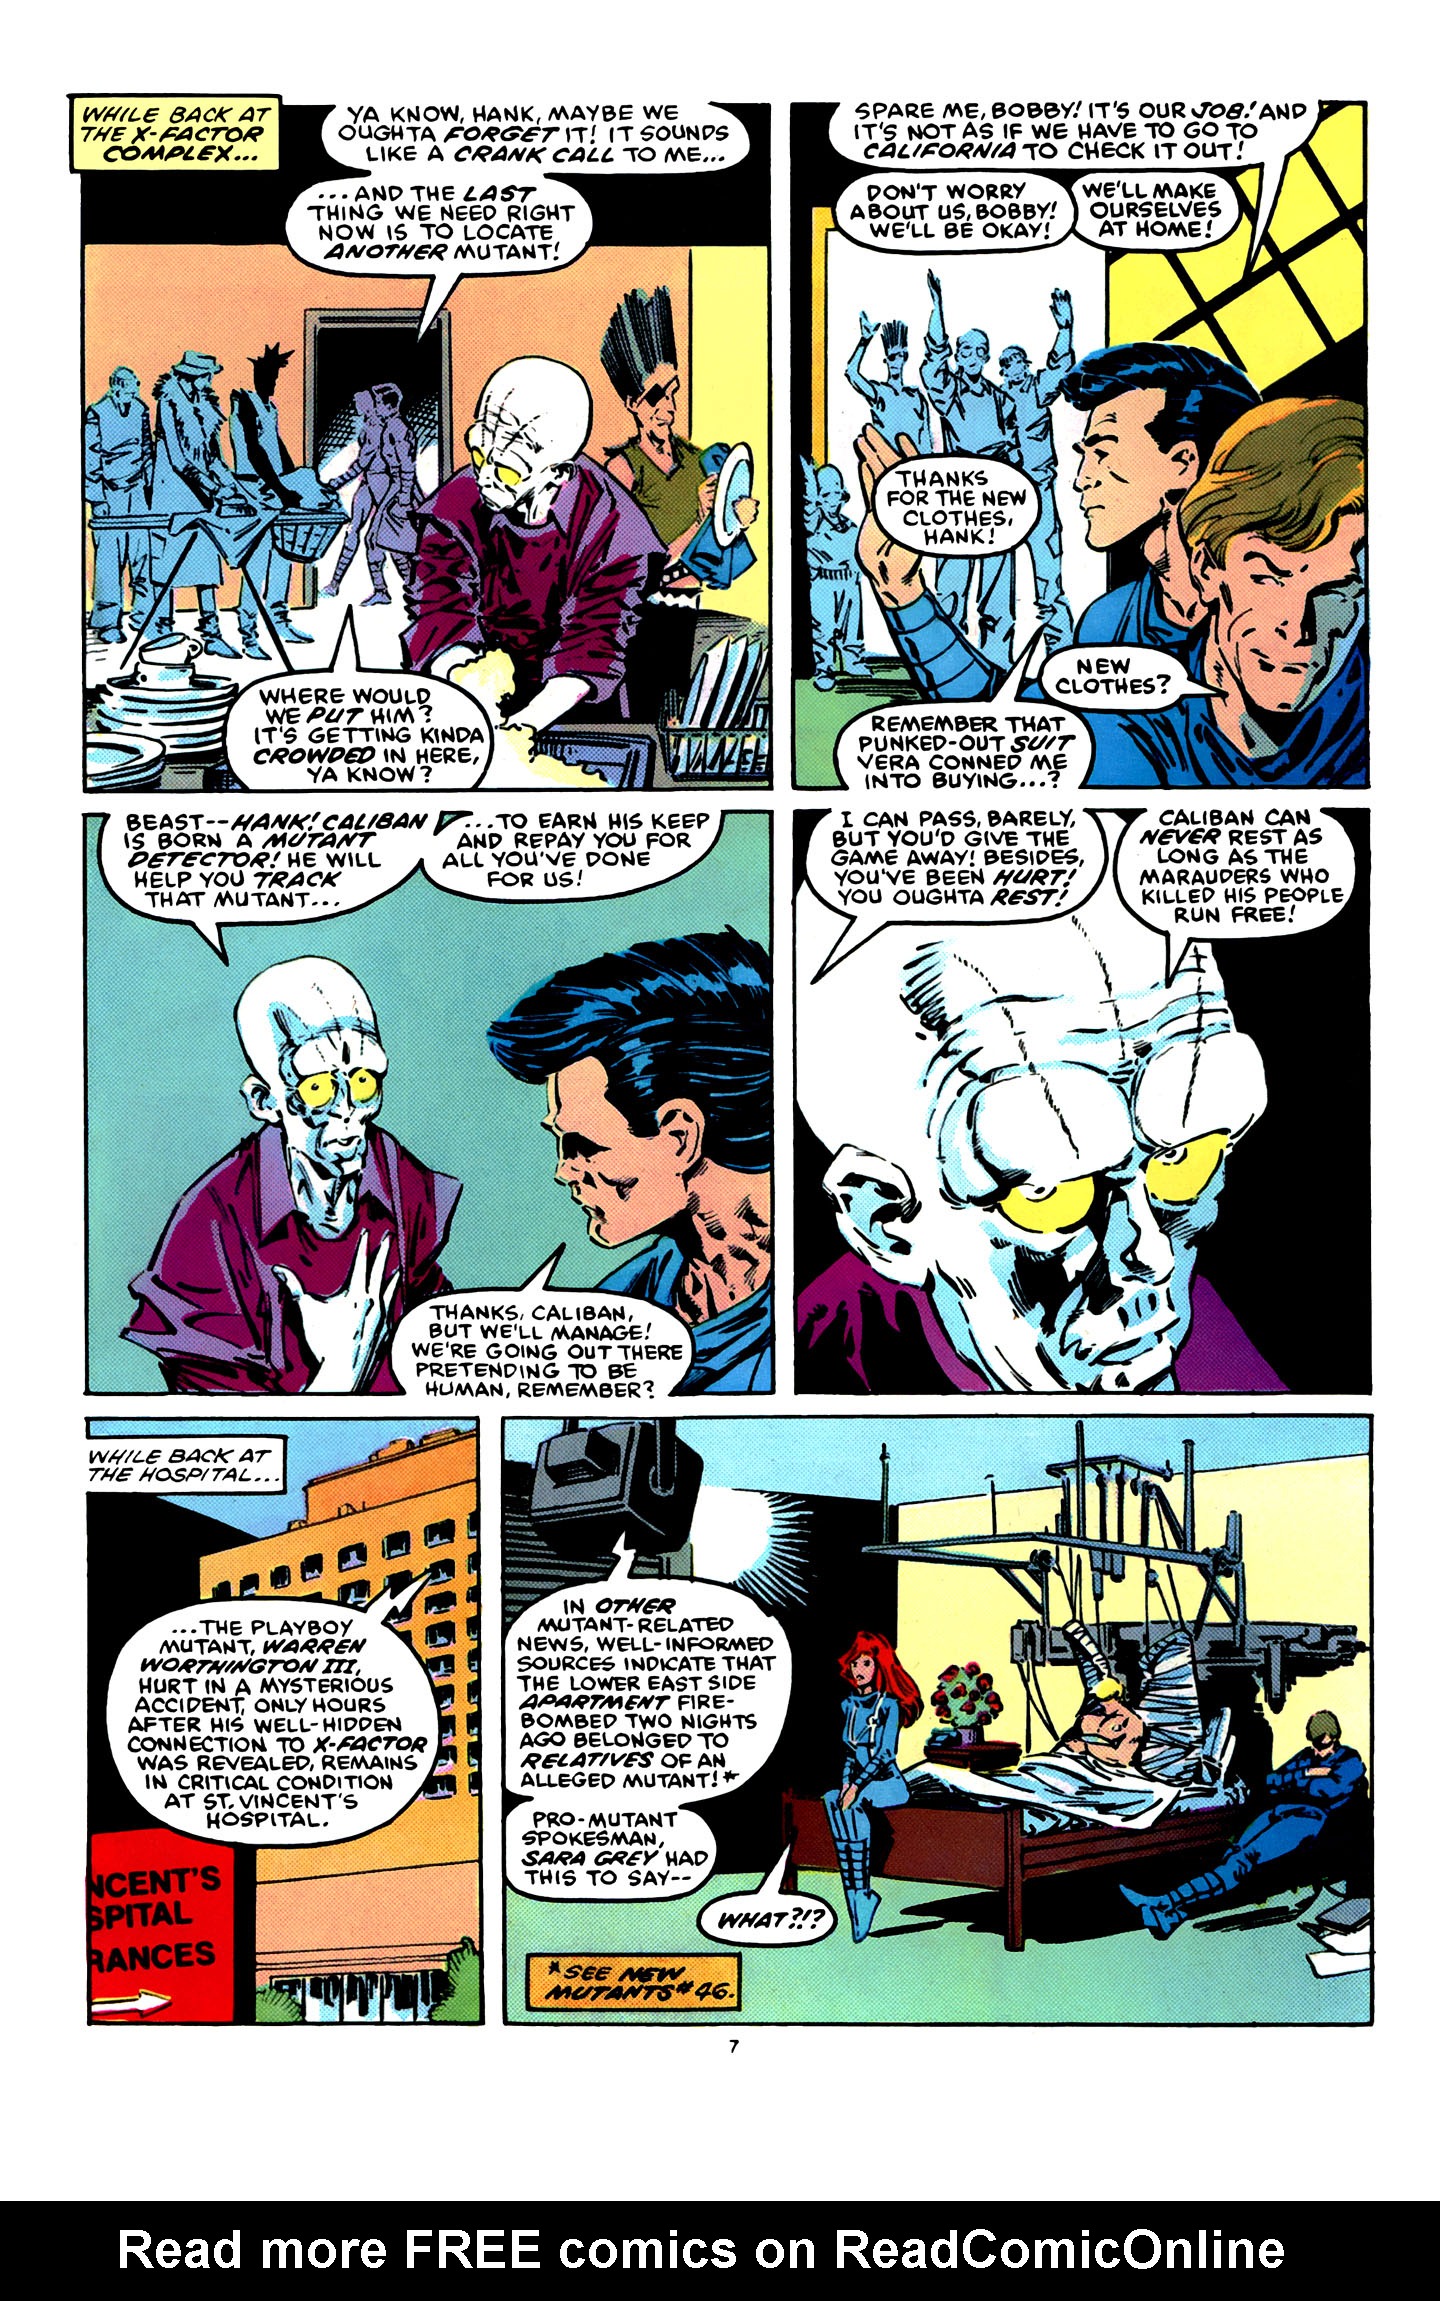 WHILE BACK AT
THE X-FACTOR
COMPLEX...
YA KNOW, HANK, MAYBE WE
OUGHTA FORGET IT! IT SOUNDS
LIKE A CRANK CALL TO ME...
...AND THE LAST
THING WE NEED RIGHT
NOW IS TO LOCATE
ANOTHER MUTANT!
WHERE WOULD
WE PUT HIM?
IT'S GETTING KINDA
CROWDED IN HERE,
YA KNOW?
SPARE ME, BOBBY! IT'S OUR JOB! AND
IT'S NOT AS IF WE HAVE TO GO TO
CALIFORNIA TO CHECK IT OUT!
DON'T WORRY
ABOUT US, BOBBY!
WE'LL BE OKAY!
WE'LL MAKE
OURSELVES
AT HOME!
THANKS
FOR THE NEW
CLOTHES,
HANK!
NEW
CLOTHES?
REMEMBER THAT
PUNKED-OUT SUIT
VERA CONNED ME
INTO BUYING...?
BEAST--HANK! CALIBAN
IS BORN A MUTANT
DETECTOR! HE WILL
HELP YOU TRACK
THAT MUTANT...
...TO EARN HIS KEEP
AND REPAY YOU FOR
ALL YOU'VE DONE
FOR US!
THANKS, CALIBAN,
BUT WE'LL MANAGE!
WE'RE GOING OUT THERE
PRETENDING TO BE
HUMAN, REMEMBER?
I CAN PASS, BARELY,
BUT YOU'D GIVE THE
GAME AWAY! BESIDES,
YOU'VE BEEN HURT!
YOU OUGHTA REST!
CALIBAN CAN
NEVER REST AS
LONG AS THE
MARAUDERS WHO
KILLED HIS PEOPLE
RUN FREE!
WHILE BACK AT
THE HOSPITAL...
...THE PLAYBOY
MUTANT, WARREN
WORTHINGTON III,
HURT IN A MYSTERIOUS
ACCIDENT, ONLY HOURS
AFTER HIS WELL-HIDDEN
CONNECTION TO X-FACTOR
WAS REVEALED, REMAINS
IN CRITICAL CONDITION
AT ST. VINCENT'S
HOSPITAL.
NCENT'S
SPITAL
RANCES
IN OTHER
MUTANT-RELATED
NEWS, WELL-INFORMED
SOURCES INDICATE THAT
THE LOWER EAST SIDE
APARTMENT FIRE-
BOMBED TWO NIGHTS
AGO BELONGED TO
RELATIVES OF AN
ALLEGED MUTANT!*
PRO-MUTANT
SPOKESMAN,
SARA GREY HAD
THIS TO SAY--
WHAT?!?
*SEE NEW
MUTANTS #46.
7
Read more FREE comics on ReadComicOnline